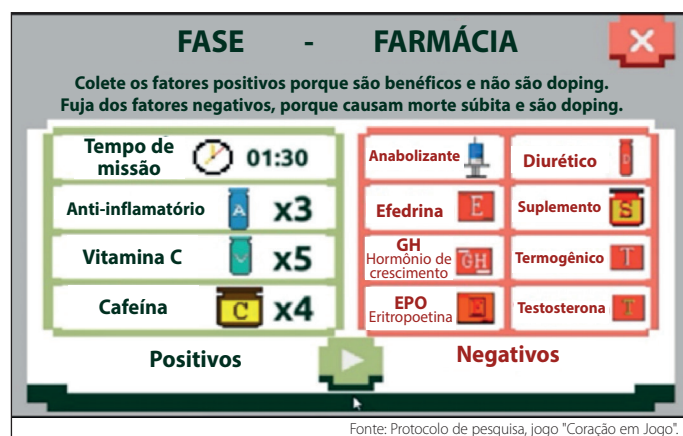 FASE - FARMÁCIA
Colete os fatores positivos porque são benéficos e não são doping.
Fuja dos fatores negativos, porque causam morte súbita e são doping.
Tempo de
missão
01:30
Anti-inflamatório
A
x3
Vitamina C
x5
Cafeína
C
x4
Positivos
Anabolizante
Diurético
D
Efedrina
E
Suplemento
S
GH
Hormônio de
crescimento
GH
Termogênico
T
EPO
Eritropoetina
Testosterona
T
Negativos
Fonte: Protocolo de pesquisa, jogo "Coração em Jogo".